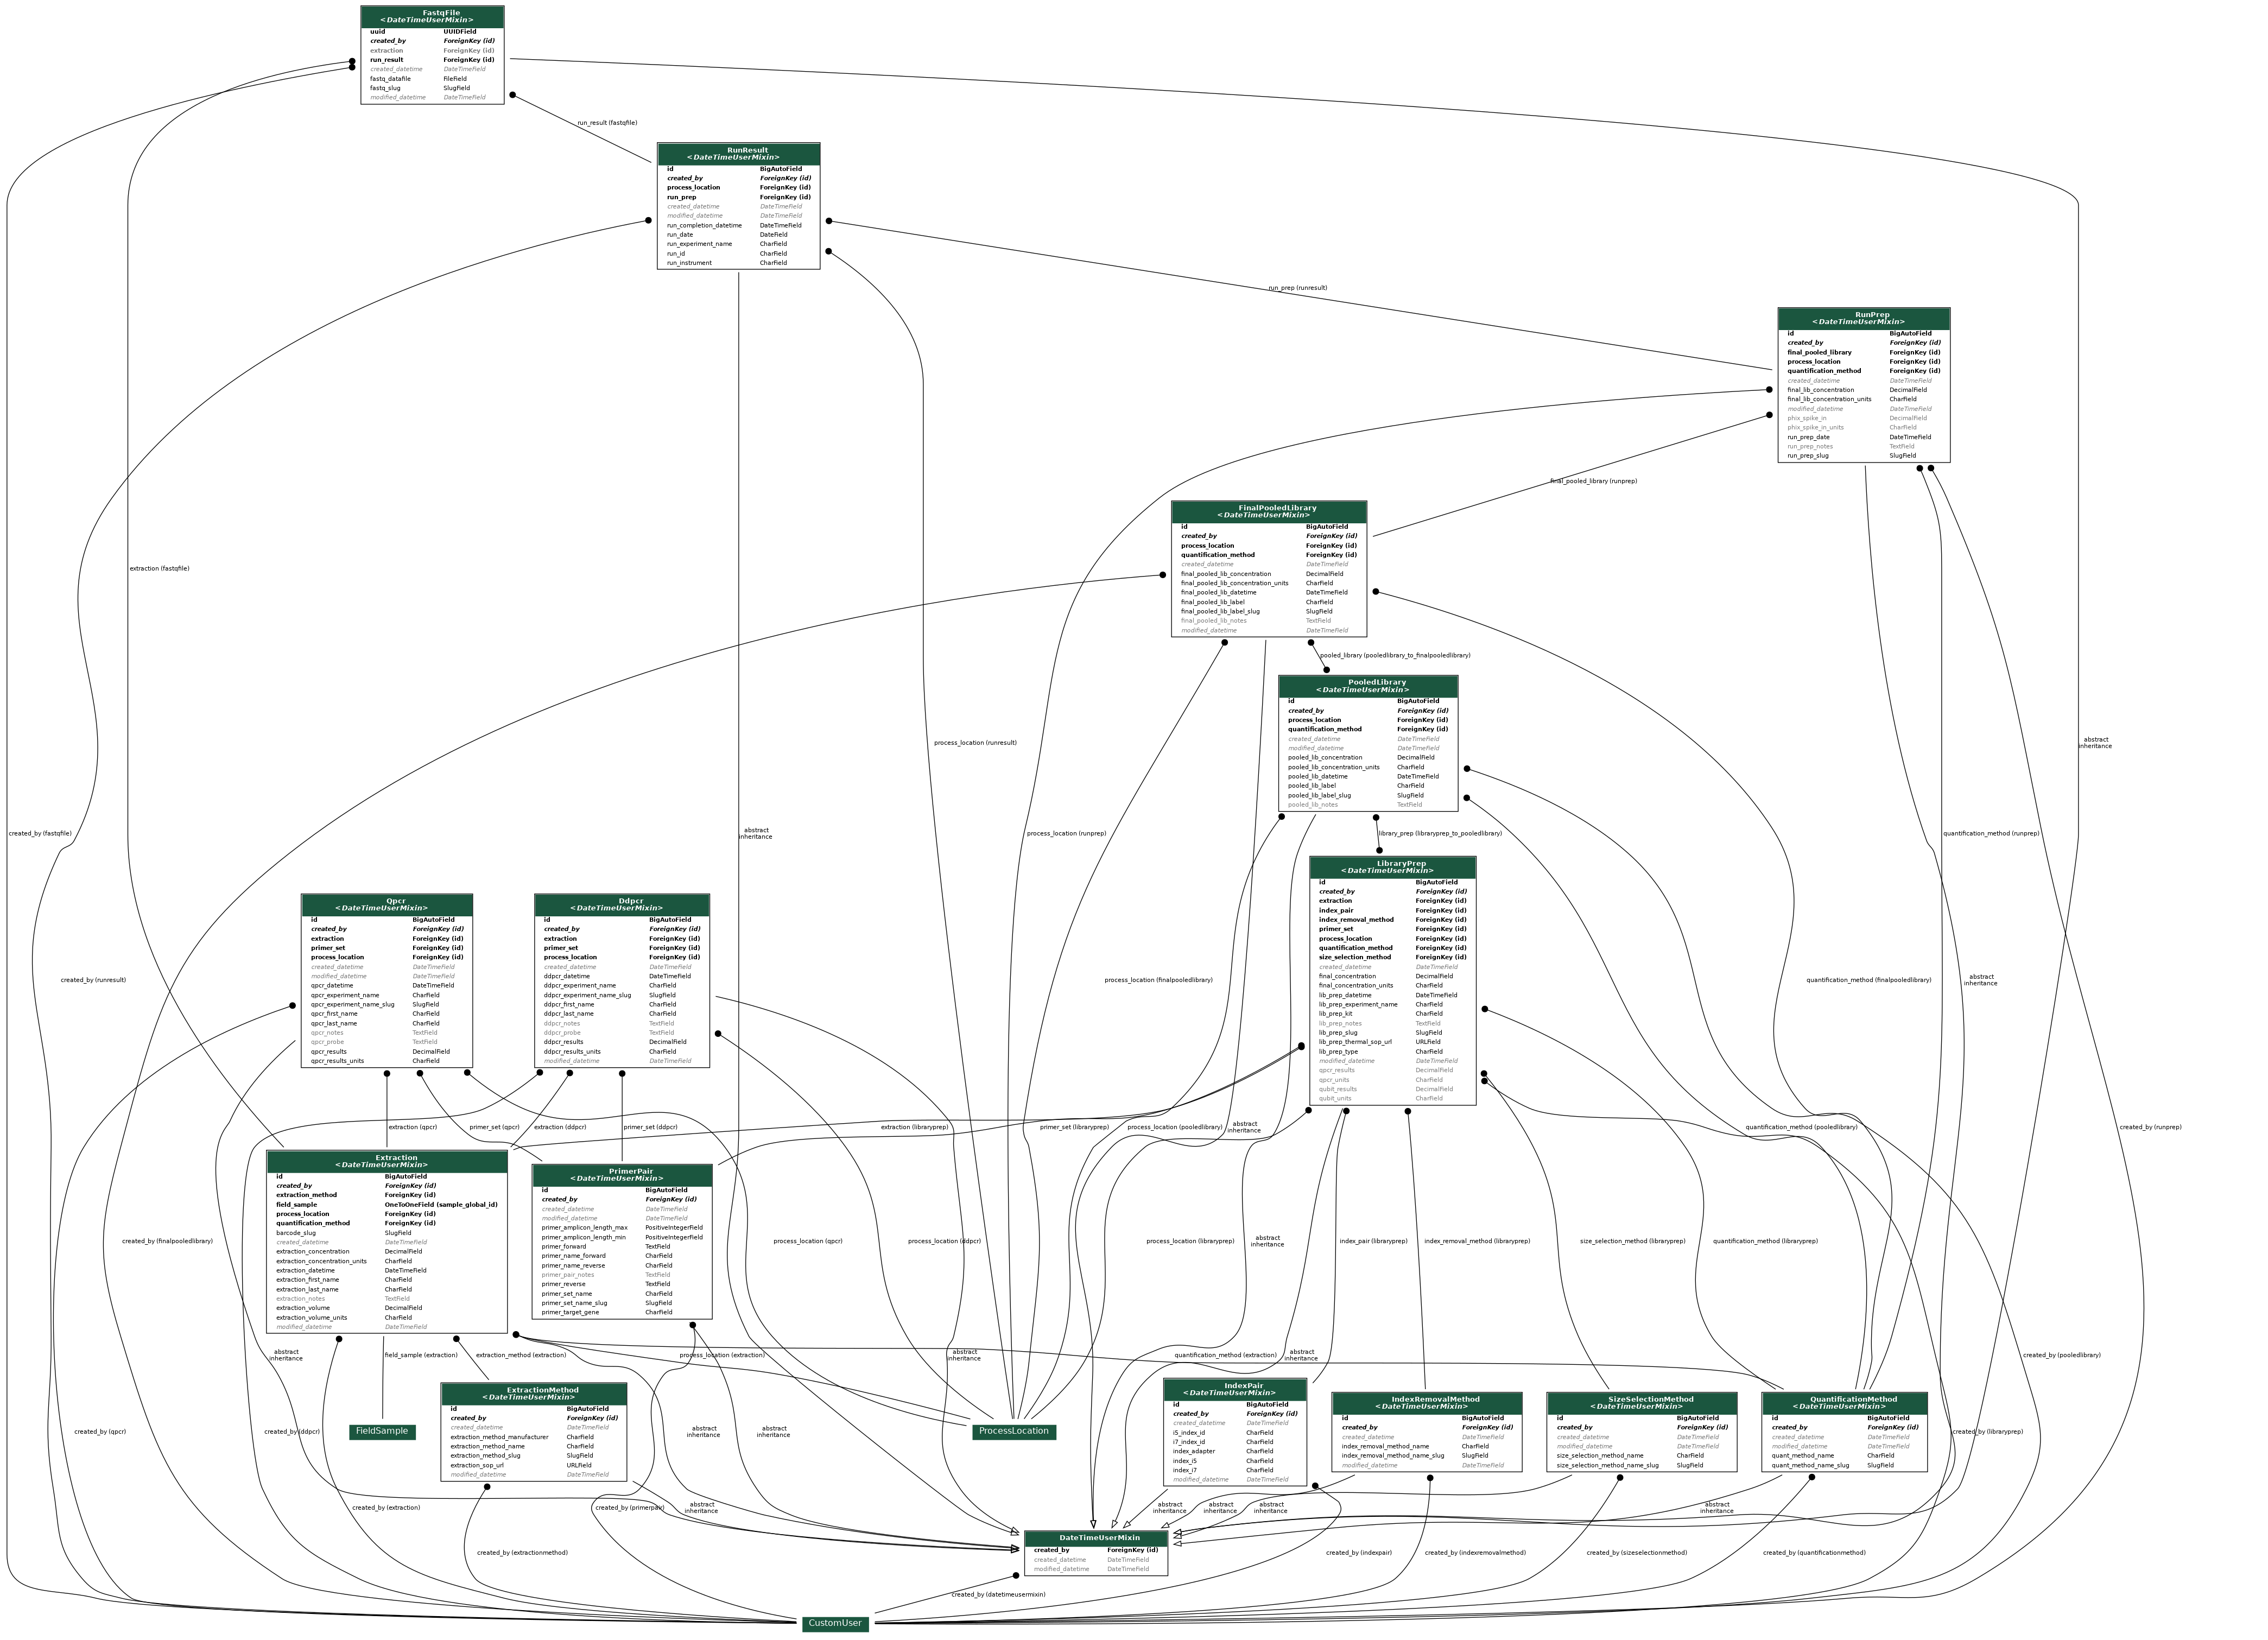 FastqFile
<DateTimeUserMixin>
uuid UUIDField
created_by ForeignKey (id)
extraction ForeignKey (id)
run_result ForeignKey (id)
created_datetime DateTimeField
fastq_datafile FileField
fastq_slug SlugField
modified_datetime DateTimeField
run_result (fastqfile)
RunResult
<DateTimeUserMixin>
id BigAutoField
created_by ForeignKey (id)
process_location ForeignKey (id)
run_prep ForeignKey (id)
created_datetime DateTimeField
modified_datetime DateTimeField
run_completion_datetime DateTimeField
run_date DateField
run_experiment_name CharField
run_id CharField
run_instrument CharField
run_prep (runresult)
RunPrep
<DateTimeUserMixin>
id BigAutoField
created_by ForeignKey (id)
final_pooled_library ForeignKey (id)
process_location ForeignKey (id)
quantification_method ForeignKey (id)
created_datetime DateTimeField
final_lib_concentration DecimalField
final_lib_concentration_units CharField
modified_datetime DateTimeField
phix_spike_in DecimalField
phix_spike_in_units CharField
run_prep_date DateTimeField
run_prep_notes TextField
run_prep_slug SlugField
final_pooled_library (runprep)
FinalPooledLibrary
<DateTimeUserMixin>
id BigAutoField
created_by ForeignKey (id)
process_location ForeignKey (id)
quantification_method ForeignKey (id)
created_datetime DateTimeField
final_pooled_lib_concentration DecimalField
final_pooled_lib_concentration_units CharField
final_pooled_lib_datetime DateTimeField
final_pooled_lib_label CharField
final_pooled_lib_label_slug SlugField
final_pooled_lib_notes TextField
modified_datetime DateTimeField
extraction (fastqfile)
pooled_library (pooledlibrary_to_finalpooledlibrary)
PooledLibrary
<DateTimeUserMixin>
id BigAutoField
created_by ForeignKey (id)
process_location ForeignKey (id)
quantification_method ForeignKey (id)
created_datetime DateTimeField
modified_datetime DateTimeField
pooled_lib_concentration DecimalField
pooled_lib_concentration_units CharField
pooled_lib_datetime DateTimeField
pooled_lib_label CharField
pooled_lib_label_slug SlugField
pooled_lib_notes TextField
process_location (runresult)
abstract
inheritance
created_by (fastqfile)
abstract
inheritance
process_location (runprep)
library_prep (libraryprep_to_pooledlibrary)
quantification_method (runprep)
LibraryPrep
<DateTimeUserMixin>
id BigAutoField
created_by ForeignKey (id)
extraction ForeignKey (id)
index_pair ForeignKey (id)
index_removal_method ForeignKey (id)
primer_set ForeignKey (id)
process_location ForeignKey (id)
quantification_method ForeignKey (id)
size_selection_method ForeignKey (id)
created_datetime DateTimeField
final_concentration DecimalField
final_concentration_units CharField
lib_prep_datetime DateTimeField
lib_prep_experiment_name CharField
lib_prep_kit CharField
lib_prep_notes TextField
lib_prep_slug SlugField
lib_prep_thermal_sop_url URLField
lib_prep_type CharField
modified_datetime DateTimeField
qpcr_results DecimalField
qpcr_units CharField
qubit_results DecimalField
qubit_units CharField
Qpcr
<DateTimeUserMixin>
id BigAutoField
created_by ForeignKey (id)
extraction ForeignKey (id)
primer_set ForeignKey (id)
process_location ForeignKey (id)
created_datetime DateTimeField
modified_datetime DateTimeField
qpcr_datetime DateTimeField
qpcr_experiment_name CharField
qpcr_experiment_name_slug SlugField
qpcr_first_name CharField
qpcr_last_name CharField
qpcr_notes TextField
qpcr_probe TextField
qpcr_results DecimalField
qpcr_results_units CharField
Ddpcr
<DateTimeUserMixin>
id BigAutoField
created_by ForeignKey (id)
extraction ForeignKey (id)
primer_set ForeignKey (id)
process_location ForeignKey (id)
created_datetime DateTimeField
ddpcr_datetime DateTimeField
ddpcr_experiment_name CharField
ddpcr_experiment_name_slug SlugField
ddpcr_first_name CharField
ddpcr_last_name CharField
ddpcr_notes TextField
ddpcr_probe TextField
ddpcr_results DecimalField
ddpcr_results_units CharField
modified_datetime DateTimeField
created_by (runresult)
process_location (finalpooledlibrary)
quantification_method (finalpooledlibrary)
abstract
inheritance
extraction (qpcr)
primer_set (qpcr)
extraction (ddpcr)
primer_set (ddpcr)
extraction (libraryprep)
primer_set (libraryprep)
process_location (pooledlibrary)
abstract
inheritance
quantification_method (pooledlibrary)
created_by (runprep)
Extraction
<DateTimeUserMixin>
id BigAutoField
created_by ForeignKey (id)
extraction_method ForeignKey (id)
field_sample OneToOneField (sample_global_id)
process_location ForeignKey (id)
quantification_method ForeignKey (id)
barcode_slug SlugField
created_datetime DateTimeField
extraction_concentration DecimalField
extraction_concentration_units CharField
extraction_datetime DateTimeField
extraction_first_name CharField
extraction_last_name CharField
extraction_notes TextField
extraction_volume DecimalField
extraction_volume_units CharField
modified_datetime DateTimeField
PrimerPair
<DateTimeUserMixin>
id BigAutoField
created_by ForeignKey (id)
created_datetime DateTimeField
modified_datetime DateTimeField
primer_amplicon_length_max PositiveIntegerField
primer_amplicon_length_min PositiveIntegerField
primer_forward TextField
primer_name_forward CharField
primer_name_reverse CharField
primer_pair_notes TextField
primer_reverse TextField
primer_set_name CharField
primer_set_name_slug SlugField
primer_target_gene CharField
created_by (finalpooledlibrary)
process_location (qpcr)
process_location (ddpcr)
process_location (libraryprep)
abstract
inheritance
index_pair (libraryprep)
index_removal_method (libraryprep)
size_selection_method (libraryprep)
quantification_method (libraryprep)
abstract
inheritance
field_sample (extraction)
extraction_method (extraction)
process_location (extraction)
abstract
inheritance
quantification_method (extraction)
abstract
inheritance
created_by (pooledlibrary)
ExtractionMethod
<DateTimeUserMixin>
id BigAutoField
created_by ForeignKey (id)
created_datetime DateTimeField
extraction_method_manufacturer CharField
extraction_method_name CharField
extraction_method_slug SlugField
extraction_sop_url URLField
modified_datetime DateTimeField
IndexPair
<DateTimeUserMixin>
id BigAutoField
created_by ForeignKey (id)
created_datetime DateTimeField
i5_index_id CharField
i7_index_id CharField
index_adapter CharField
index_i5 CharField
index_i7 CharField
modified_datetime DateTimeField
IndexRemovalMethod
<DateTimeUserMixin>
id BigAutoField
created_by ForeignKey (id)
created_datetime DateTimeField
index_removal_method_name CharField
index_removal_method_name_slug SlugField
modified_datetime DateTimeField
SizeSelectionMethod
<DateTimeUserMixin>
id BigAutoField
created_by ForeignKey (id)
created_datetime DateTimeField
modified_datetime DateTimeField
size_selection_method_name CharField
size_selection_method_name_slug SlugField
QuantificationMethod
<DateTimeUserMixin>
id BigAutoField
created_by ForeignKey (id)
created_datetime DateTimeField
modified_datetime DateTimeField
quant_method_name CharField
quant_method_name_slug SlugField
FieldSample
ProcessLocation
created_by (qpcr)
created_by (ddpcr)
abstract
inheritance
abstract
inheritance
created_by (libraryprep)
created_by (extraction)
created_by (primerpair)
abstract
inheritance
abstract
inheritance
abstract
inheritance
abstract
inheritance
abstract
inheritance
DateTimeUserMixin
created_by ForeignKey (id)
created_datetime DateTimeField
modified_datetime DateTimeField
created_by (extractionmethod)
created_by (indexpair)
created_by (indexremovalmethod)
created_by (sizeselectionmethod)
created_by (quantificationmethod)
created_by (datetimeusermixin)
CustomUser